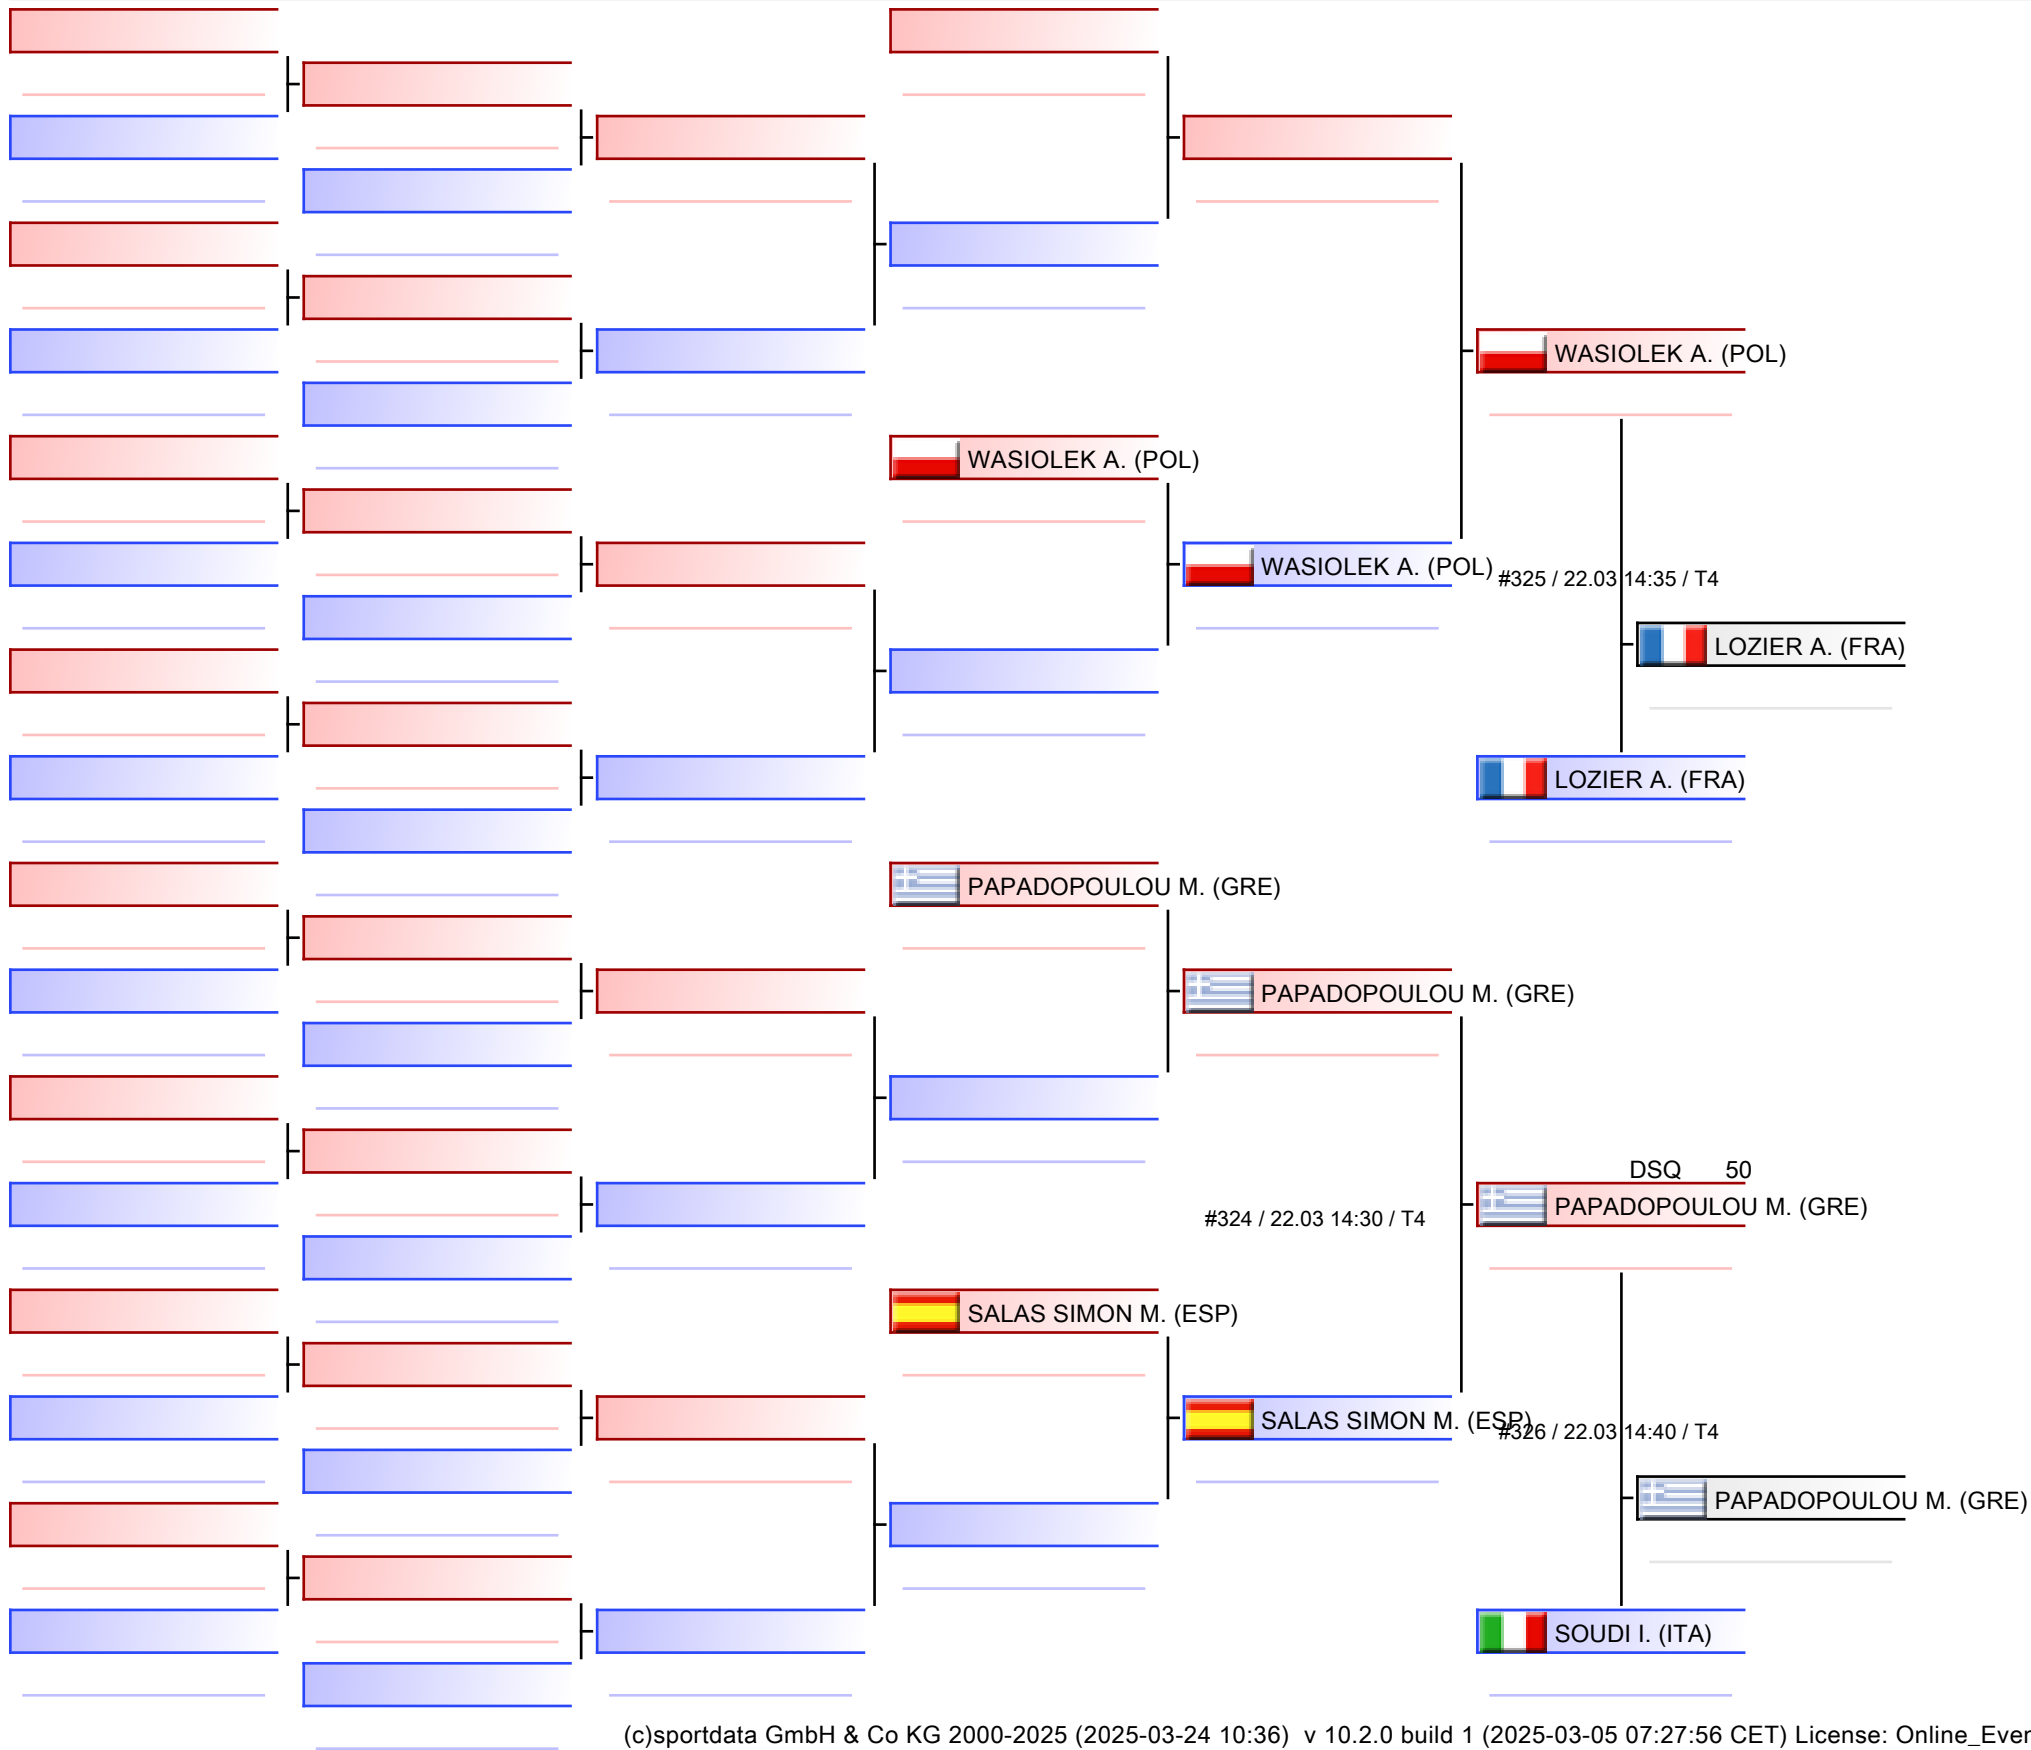 WASIOLEK A. (POL)
WASIOLEK A. (POL)
WASIOLEK A. (POL)
#325 / 22.03 14:35 / T4
LOZIER A. (FRA)
LOZIER A. (FRA)
PAPADOPOULOU M. (GRE)
PAPADOPOULOU M. (GRE)
DSQ 50
PAPADOPOULOU M. (GRE)
#324 / 22.03 14:30 / T4
SALAS SIMON M. (ESP)
SALAS SIMON M. (ESP)
#326 / 22.03 14:40 / T4
PAPADOPOULOU M. (GRE)
SOUDI I. (ITA)
(c)sportdata GmbH & Co KG 2000-2025 (2025-03-24 10:36) v 10.2.0 build 1 (2025-03-05 07:27:56 CET) License: Online_Ever